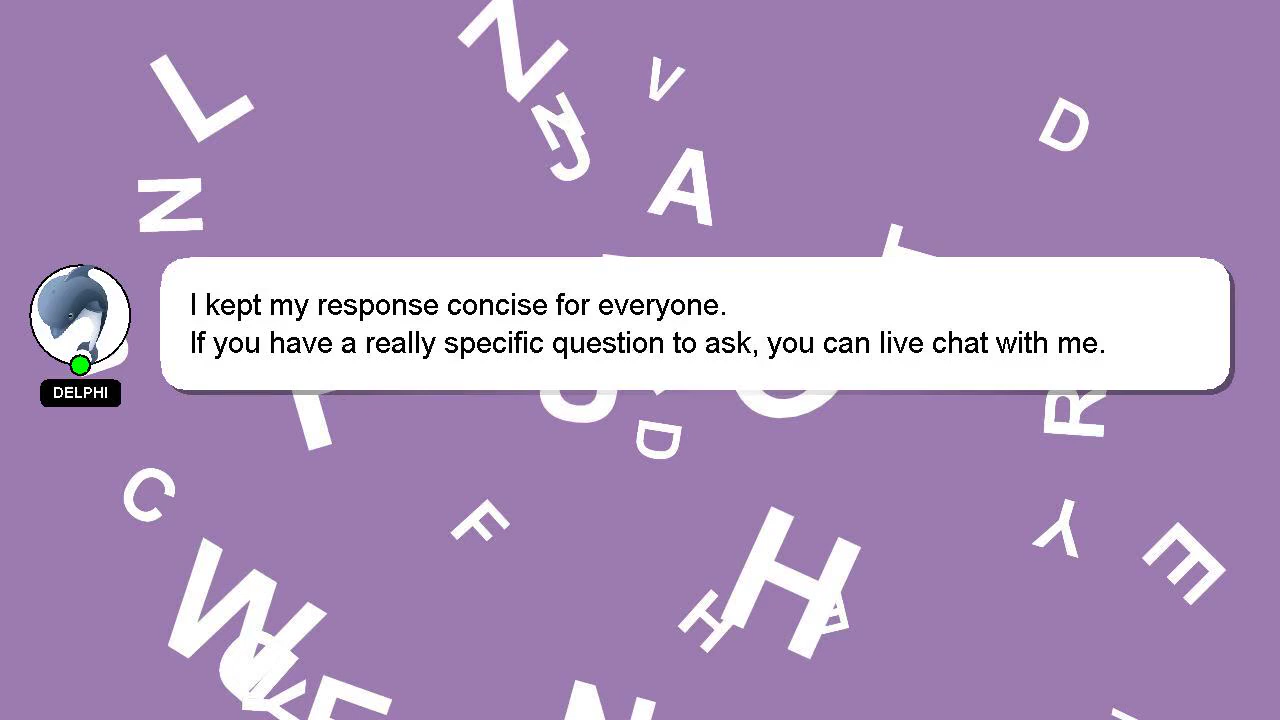 I kept my response concise for everyone.
If you have a really specific question to ask, you can live chat with me.
DELPHI
L
N
V
N
J
D
A
N
R
D
C
F
Y
E
W
H
H
A
N